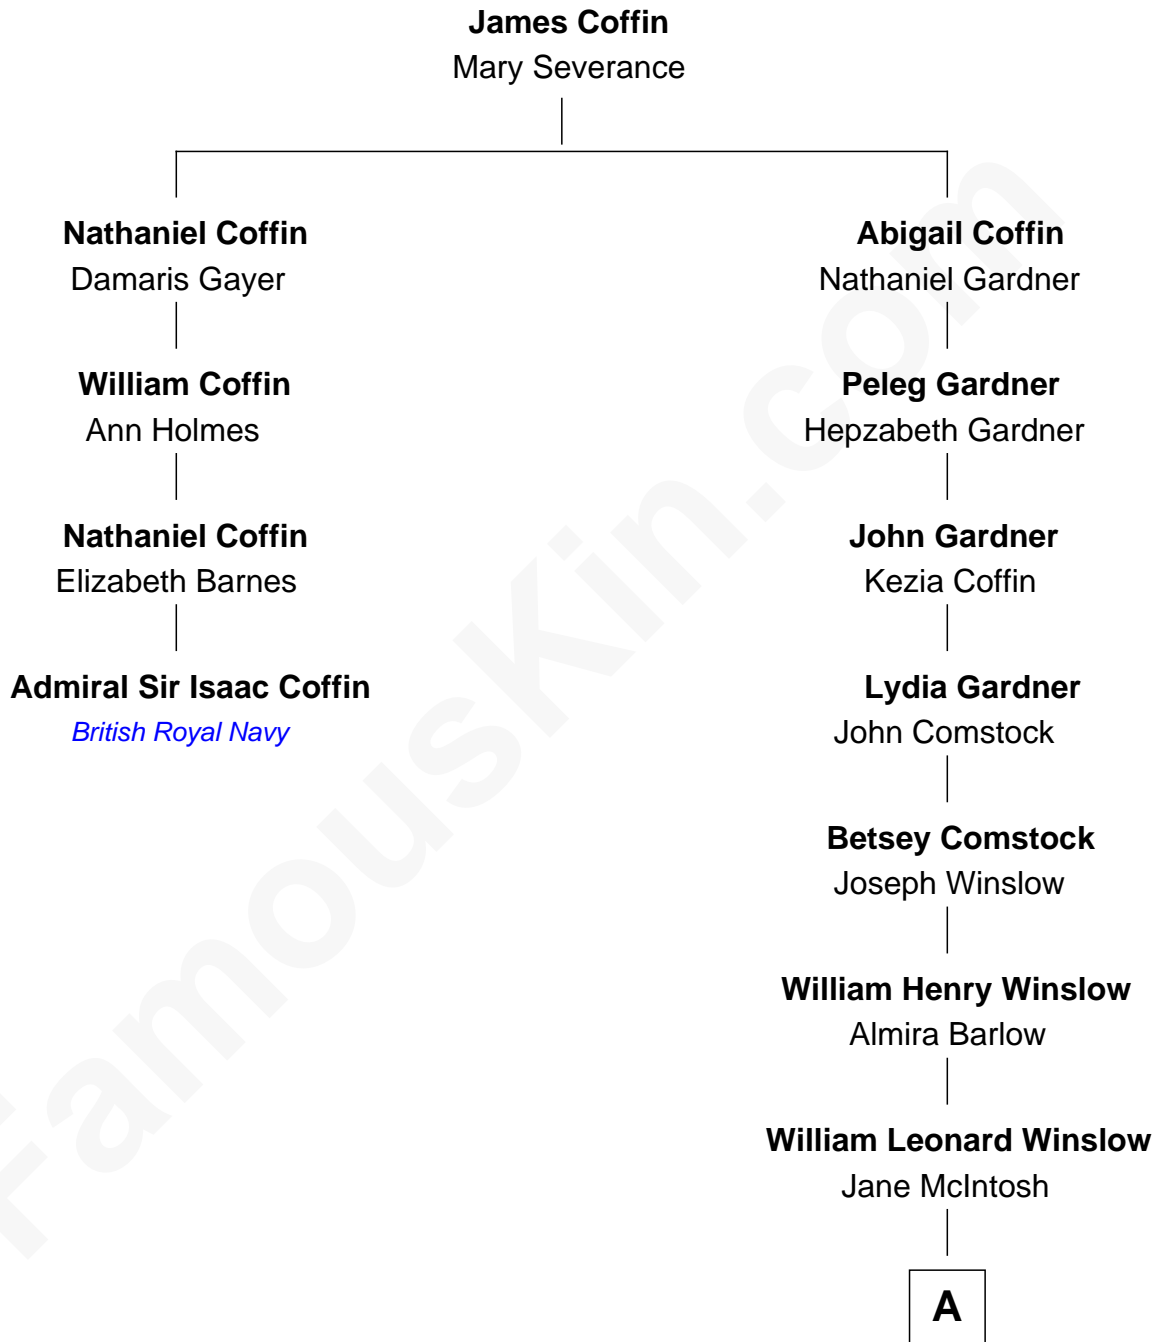 James Coffin
Mary Severance
Nathaniel Coffin
Damaris Gayer
William Coffin
Ann Holmes
Nathaniel Coffin
Elizabeth Barnes
Admiral Sir Isaac Coffin
British Royal Navy
Abigail Coffin
Nathaniel Gardner
Peleg Gardner
Hepzabeth Gardner
John Gardner
Kezia Coffin
Lydia Gardner
John Comstock
Betsey Comstock
Joseph Winslow
William Henry Winslow
Almira Barlow
William Leonard Winslow
Jane McIntosh
A
FamousKin.com